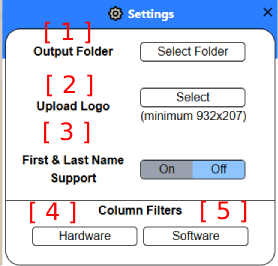 Settings
[ 1 ]
Output Folder Select Folder
[ 2 ]
Upload Logo Select
(minimum 932x207)
[ 3 ]
First & Last Name
Support On Off
[ 4 ] Column Filters [ 5 ]
Hardware Software